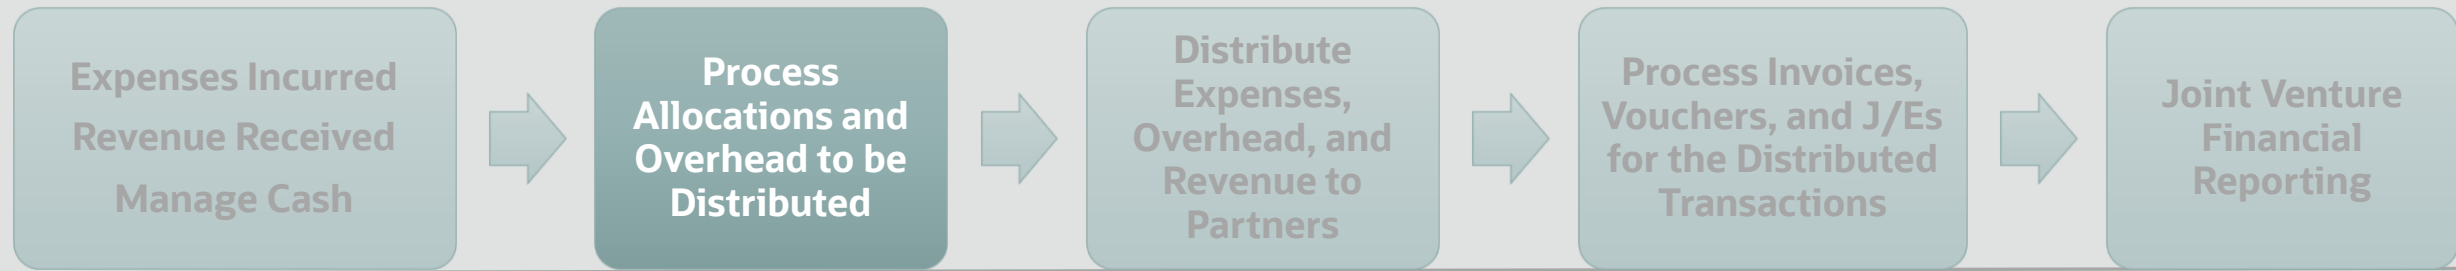 Expenses Incurred
Revenue Received
Manage Cash
Process
Allocations and
Overhead to be
Distributed
Distribute
Expenses,
Overhead, and
Revenue to
Partners
Process Invoices,
Vouchers, and J/Es
for the Distributed
Transactions
Joint Venture
Financial
Reporting